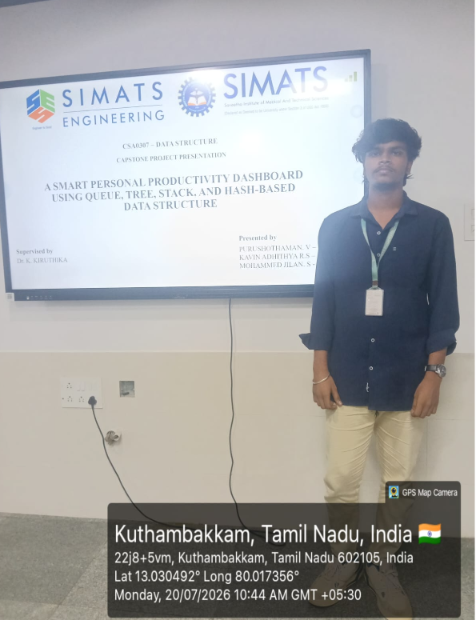 SIMATS
ENGINEERING
SIMATS
CSA0307 – DATA STRUCTURE
CAPSTONE PROJECT PRESENTATION
A SMART PERSONAL PRODUCTIVITY DASHBOARD
USING QUEUE, TREE, STACK, AND HASH-BASED
DATA STRUCTURE
Supervised by
Presented by
PURUSHOTHAMAN. V –
MOHAMMED JILAN. S –
GPS Map Camera
Kuthambakkam, Tamil Nadu, India 🇮🇳
22j8+5vm, Kuthambakkam, Tamil Nadu 602105, India
Lat 13.030492° Long 80.017356°
Monday, 20/07/2026 10:44 AM GMT +05:30